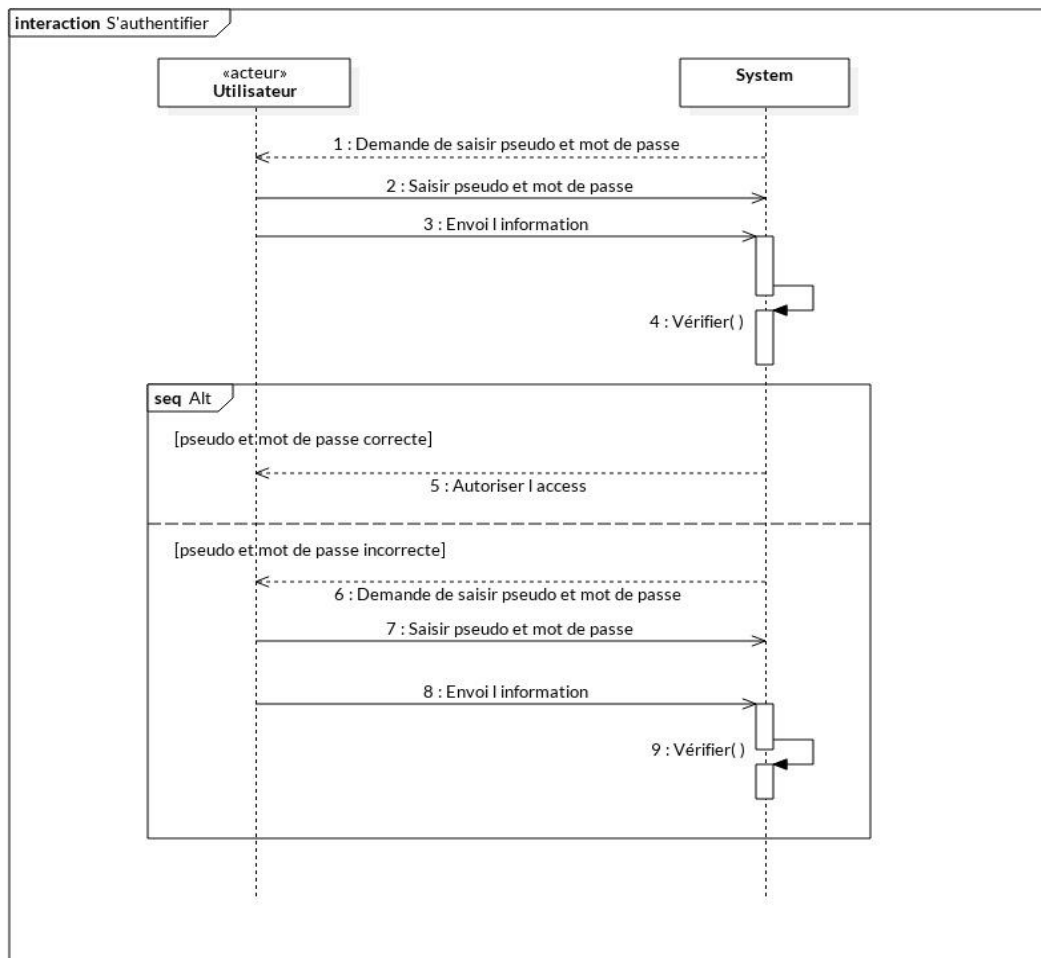 interaction S'authentifier
«acteur»
Utilisateur
System
1 : Demande de saisir pseudo et mot de passe
2 : Saisir pseudo et mot de passe
3 : Envoi l information
4 : Vérifier( )
seq Alt
[pseudo et mot de passe correcte]
5 : Autoriser l access
[pseudo et mot de passe incorrecte]
6 : Demande de saisir pseudo et mot de passe
7 : Saisir pseudo et mot de passe
8 : Envoi l information
9 : Vérifier( )